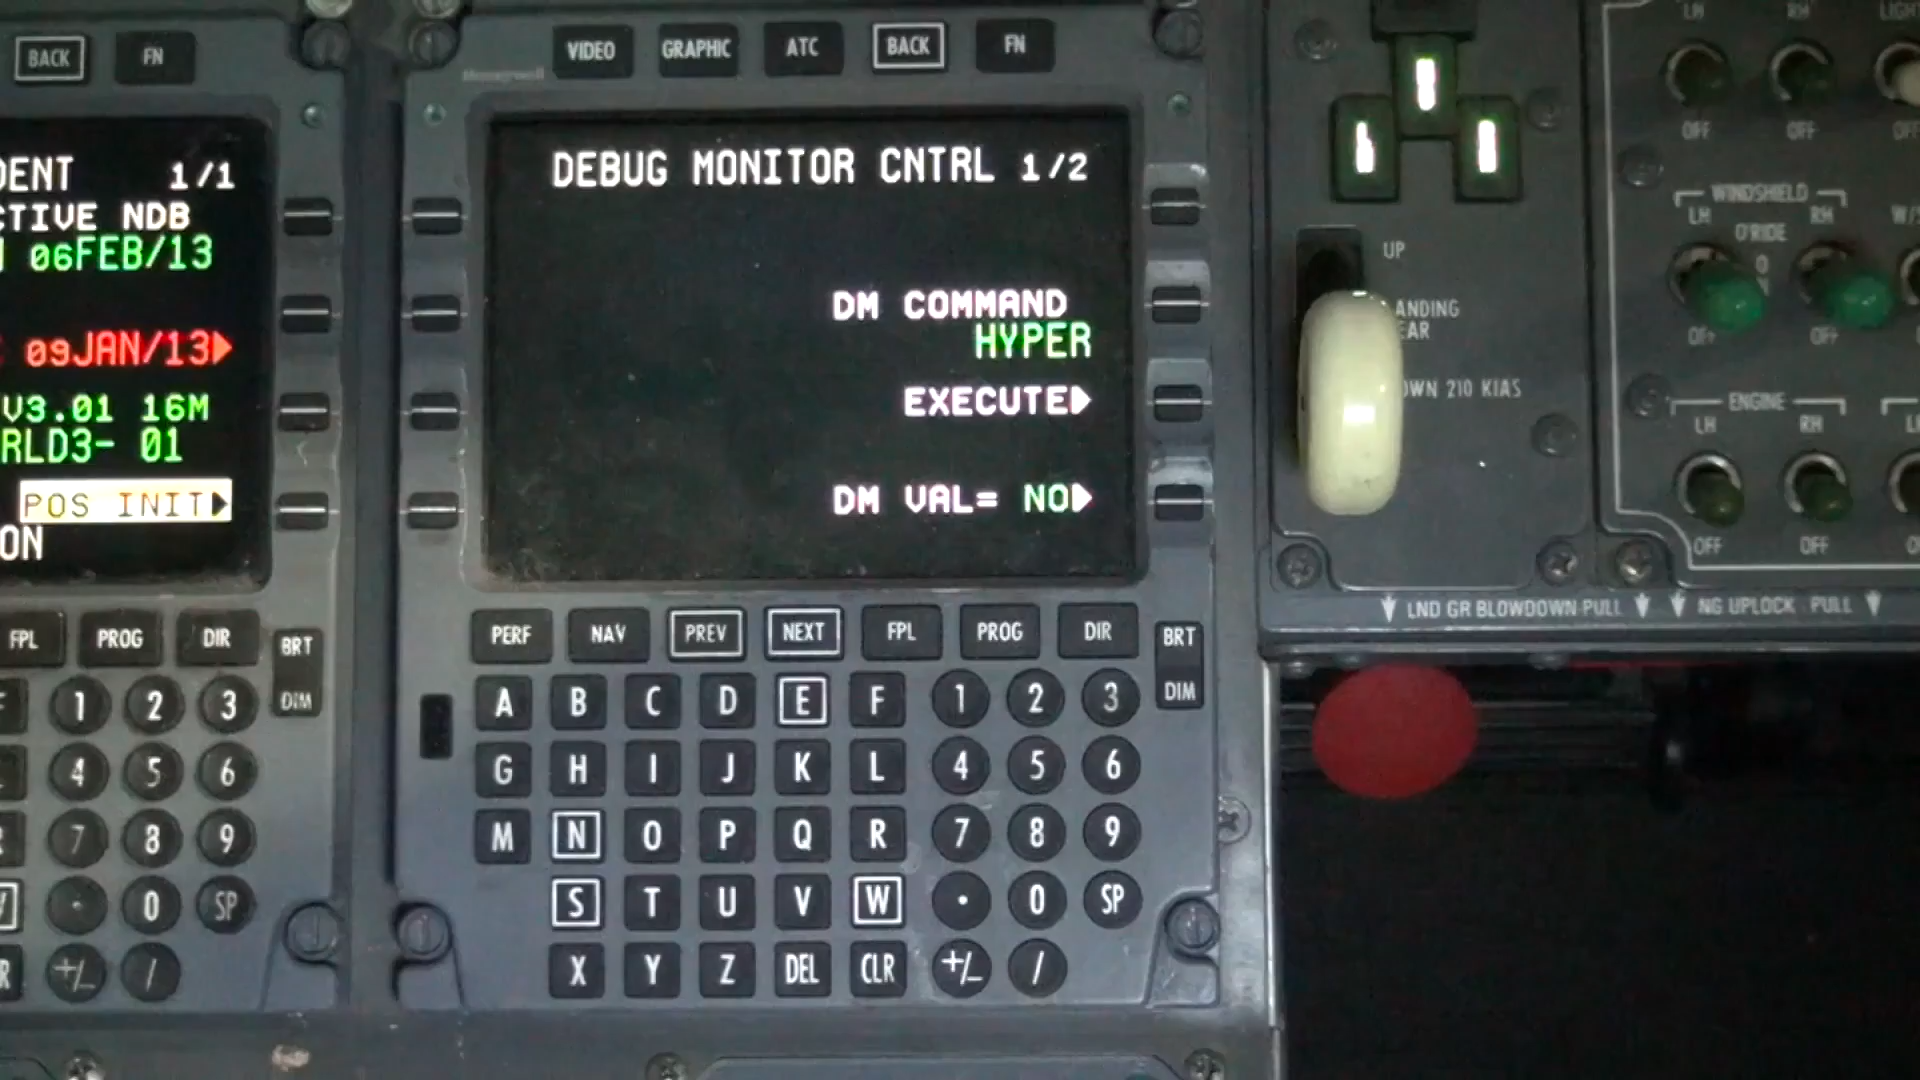 BACK FN
VIDEO GRAPHIC ATC BACK FN
Honeywell
DENT 1/1
CTIVE NDB
06FEB/13
09JAN/13
V3.01 16M
RLD3- 01
POS INIT
ON
DEBUG MONITOR CNTRL 1/2
DM COMMAND
HYPER
EXECUTE
DM VAL= NO
FPL PROG DIR
BRT
DIM
1 2 3
4 5 6
7 8 9
0 SP
+/- /
PERF NAV PREV NEXT FPL PROG DIR
BRT
DIM
A B C D E F 1 2 3
G H I J K L 4 5 6
M N O P Q R 7 8 9
S T U V W · 0 SP
X Y Z DEL CLR +/- /
UP
ANDING
EAR
OWN 210 KIAS
LND GR BLOWDOWN-PULL
NG UPLOCK - PULL
LH RH LIGH
OFF OFF OFF
WINDSHIELD
LH RH W/S
O'RIDE
OFF OFF
ENGINE
LH RH
OFF OFF